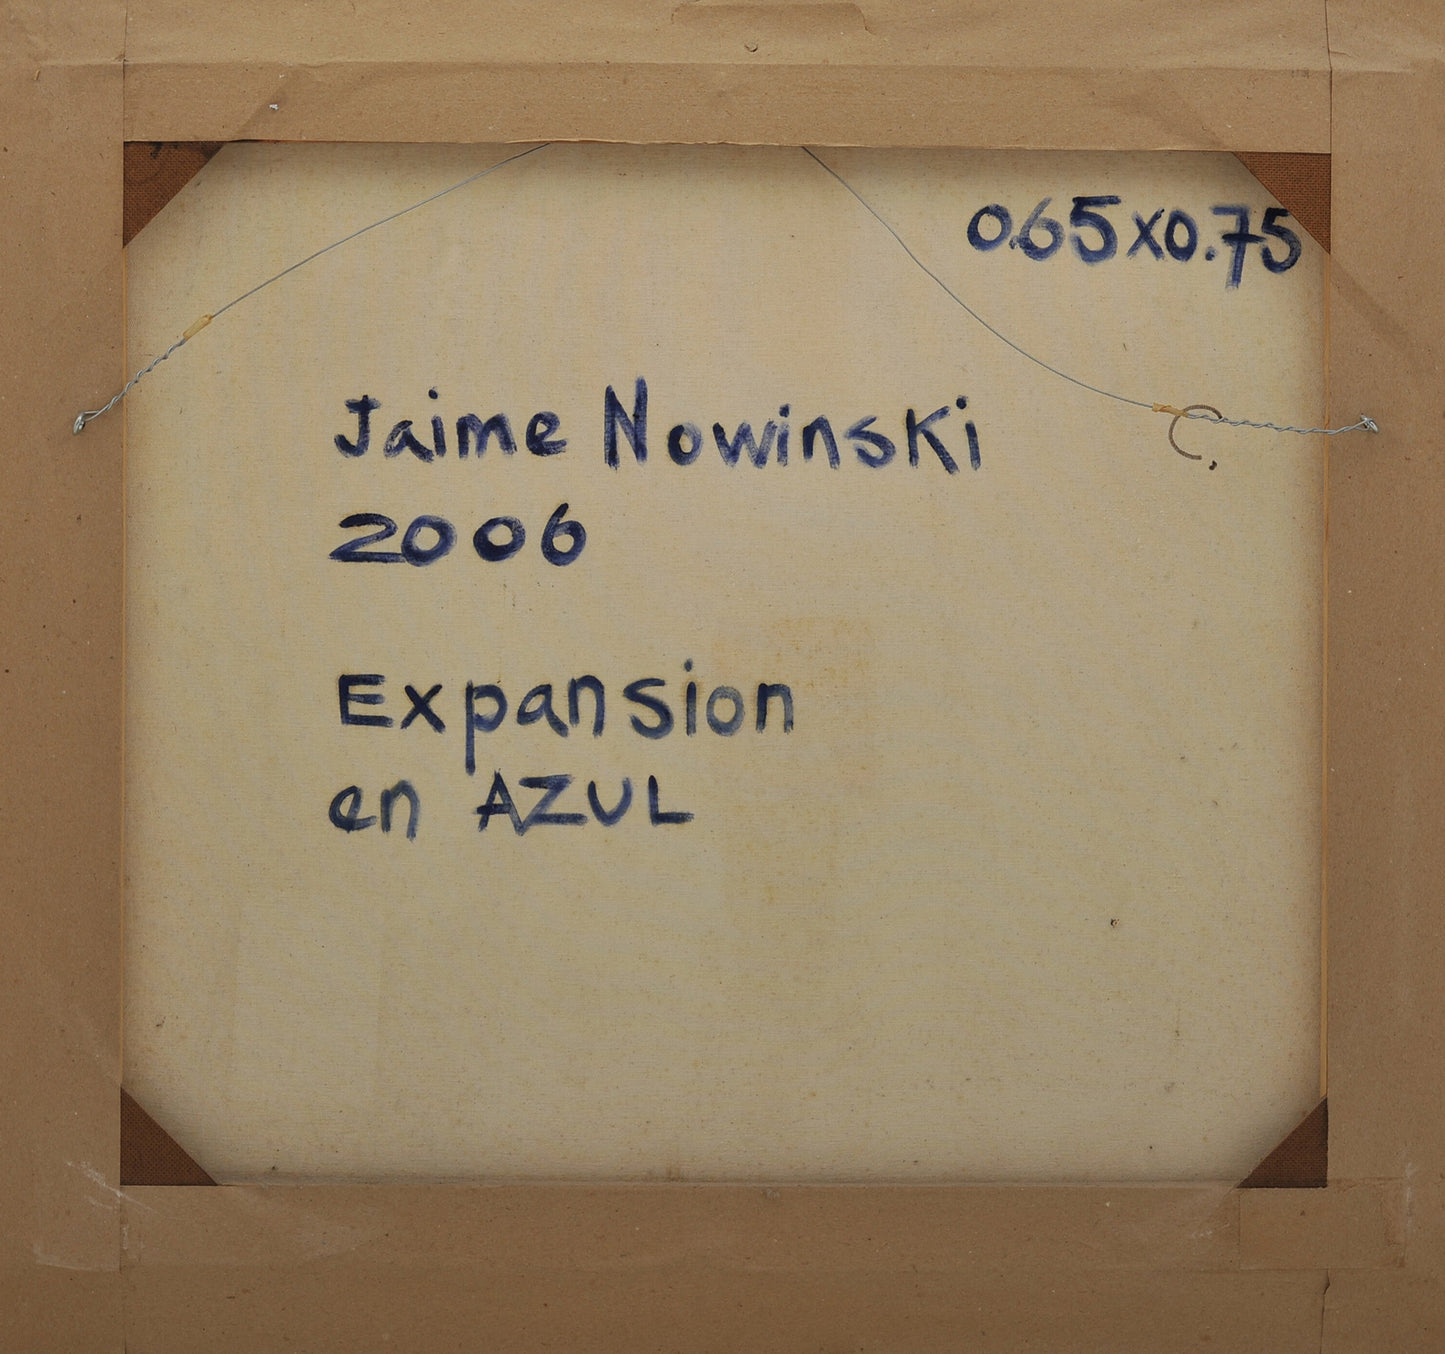 0.65x0.75
Jaime Nowinski
2006
Expansion
en AZUL